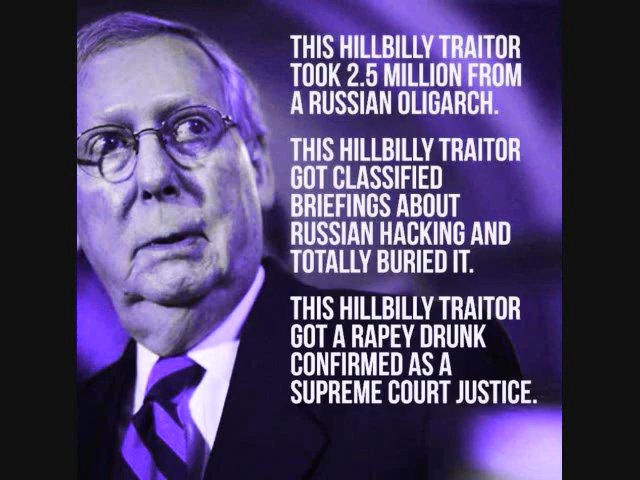 THIS HILLBILLY TRAITOR
TOOK 2.5 MILLION FROM
A RUSSIAN OLIGARCH.
THIS HILLBILLY TRAITOR
GOT CLASSIFIED
BRIEFINGS ABOUT
RUSSIAN HACKING AND
TOTALLY BURIED IT.
THIS HILLBILLY TRAITOR
GOT A RAPEY DRUNK
CONFIRMED AS A
SUPREME COURT JUSTICE.